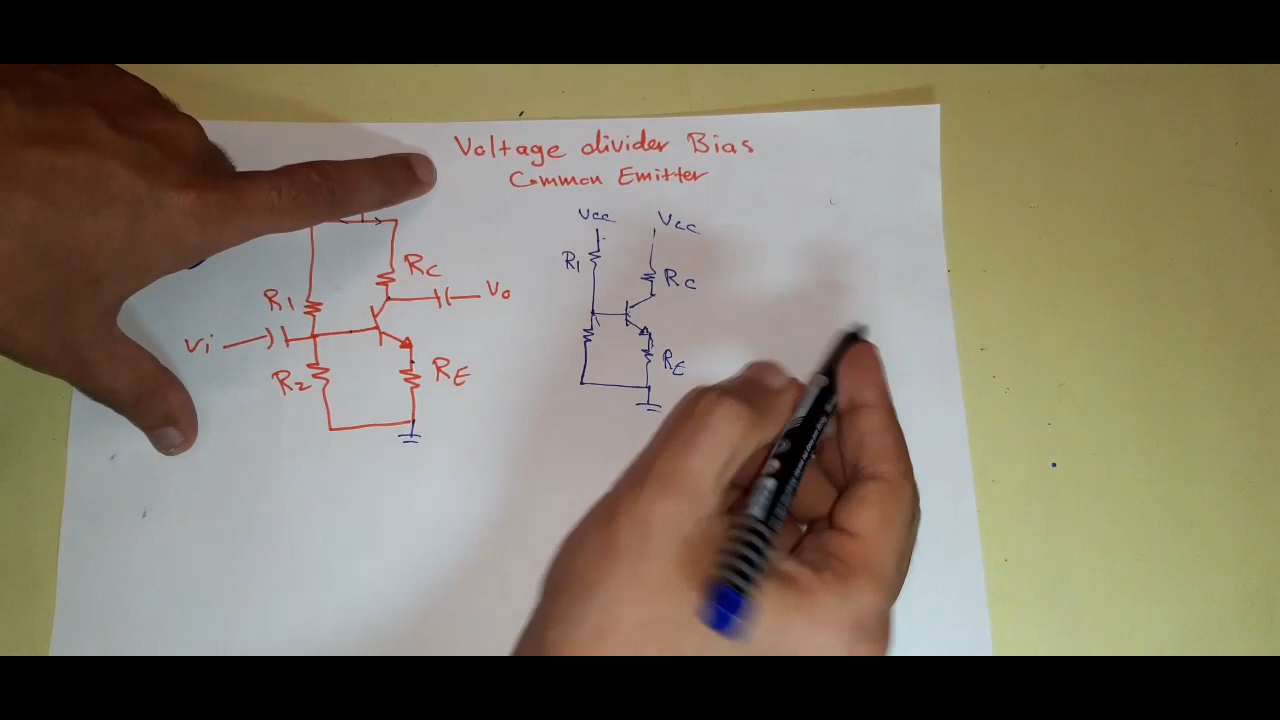 Voltage divider Bias
Common Emitter
Vcc Vcc
R1
RC
RC
R1
Vo
Vi
R2
RE
RE